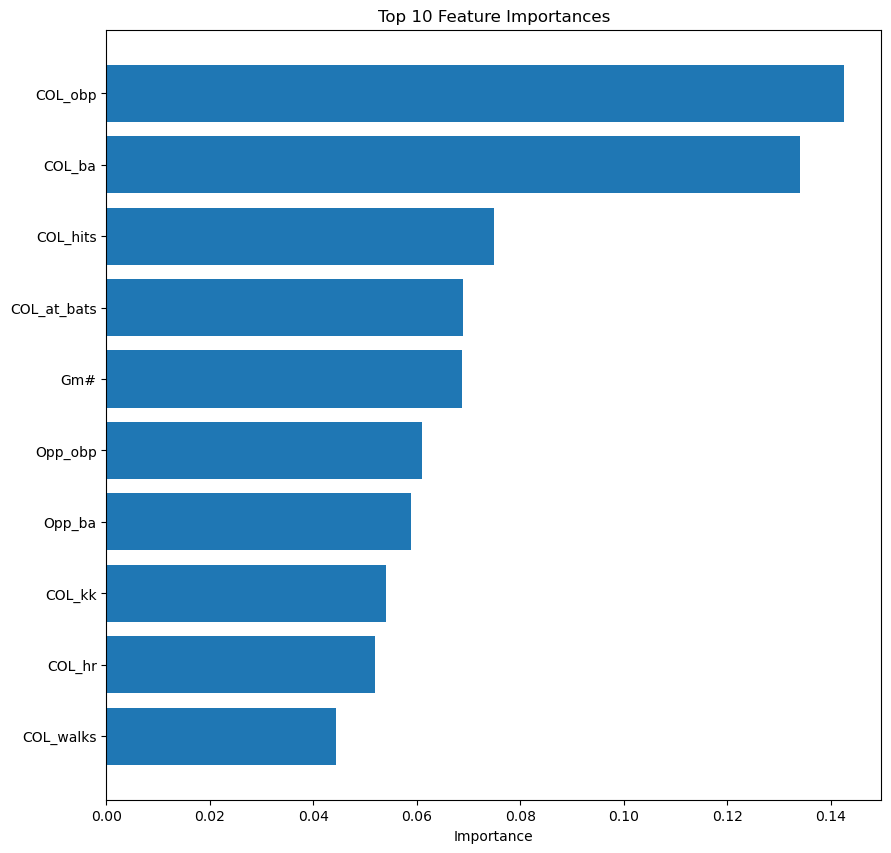 Top 10 Feature Importances
COL_obp
COL_ba
COL_hits
COL_at_bats
Gm#
Opp_obp
Opp_ba
COL_kk
COL_hr
COL_walks
0.00 0.02 0.04 0.06 0.08 0.10 0.12 0.14
Importance